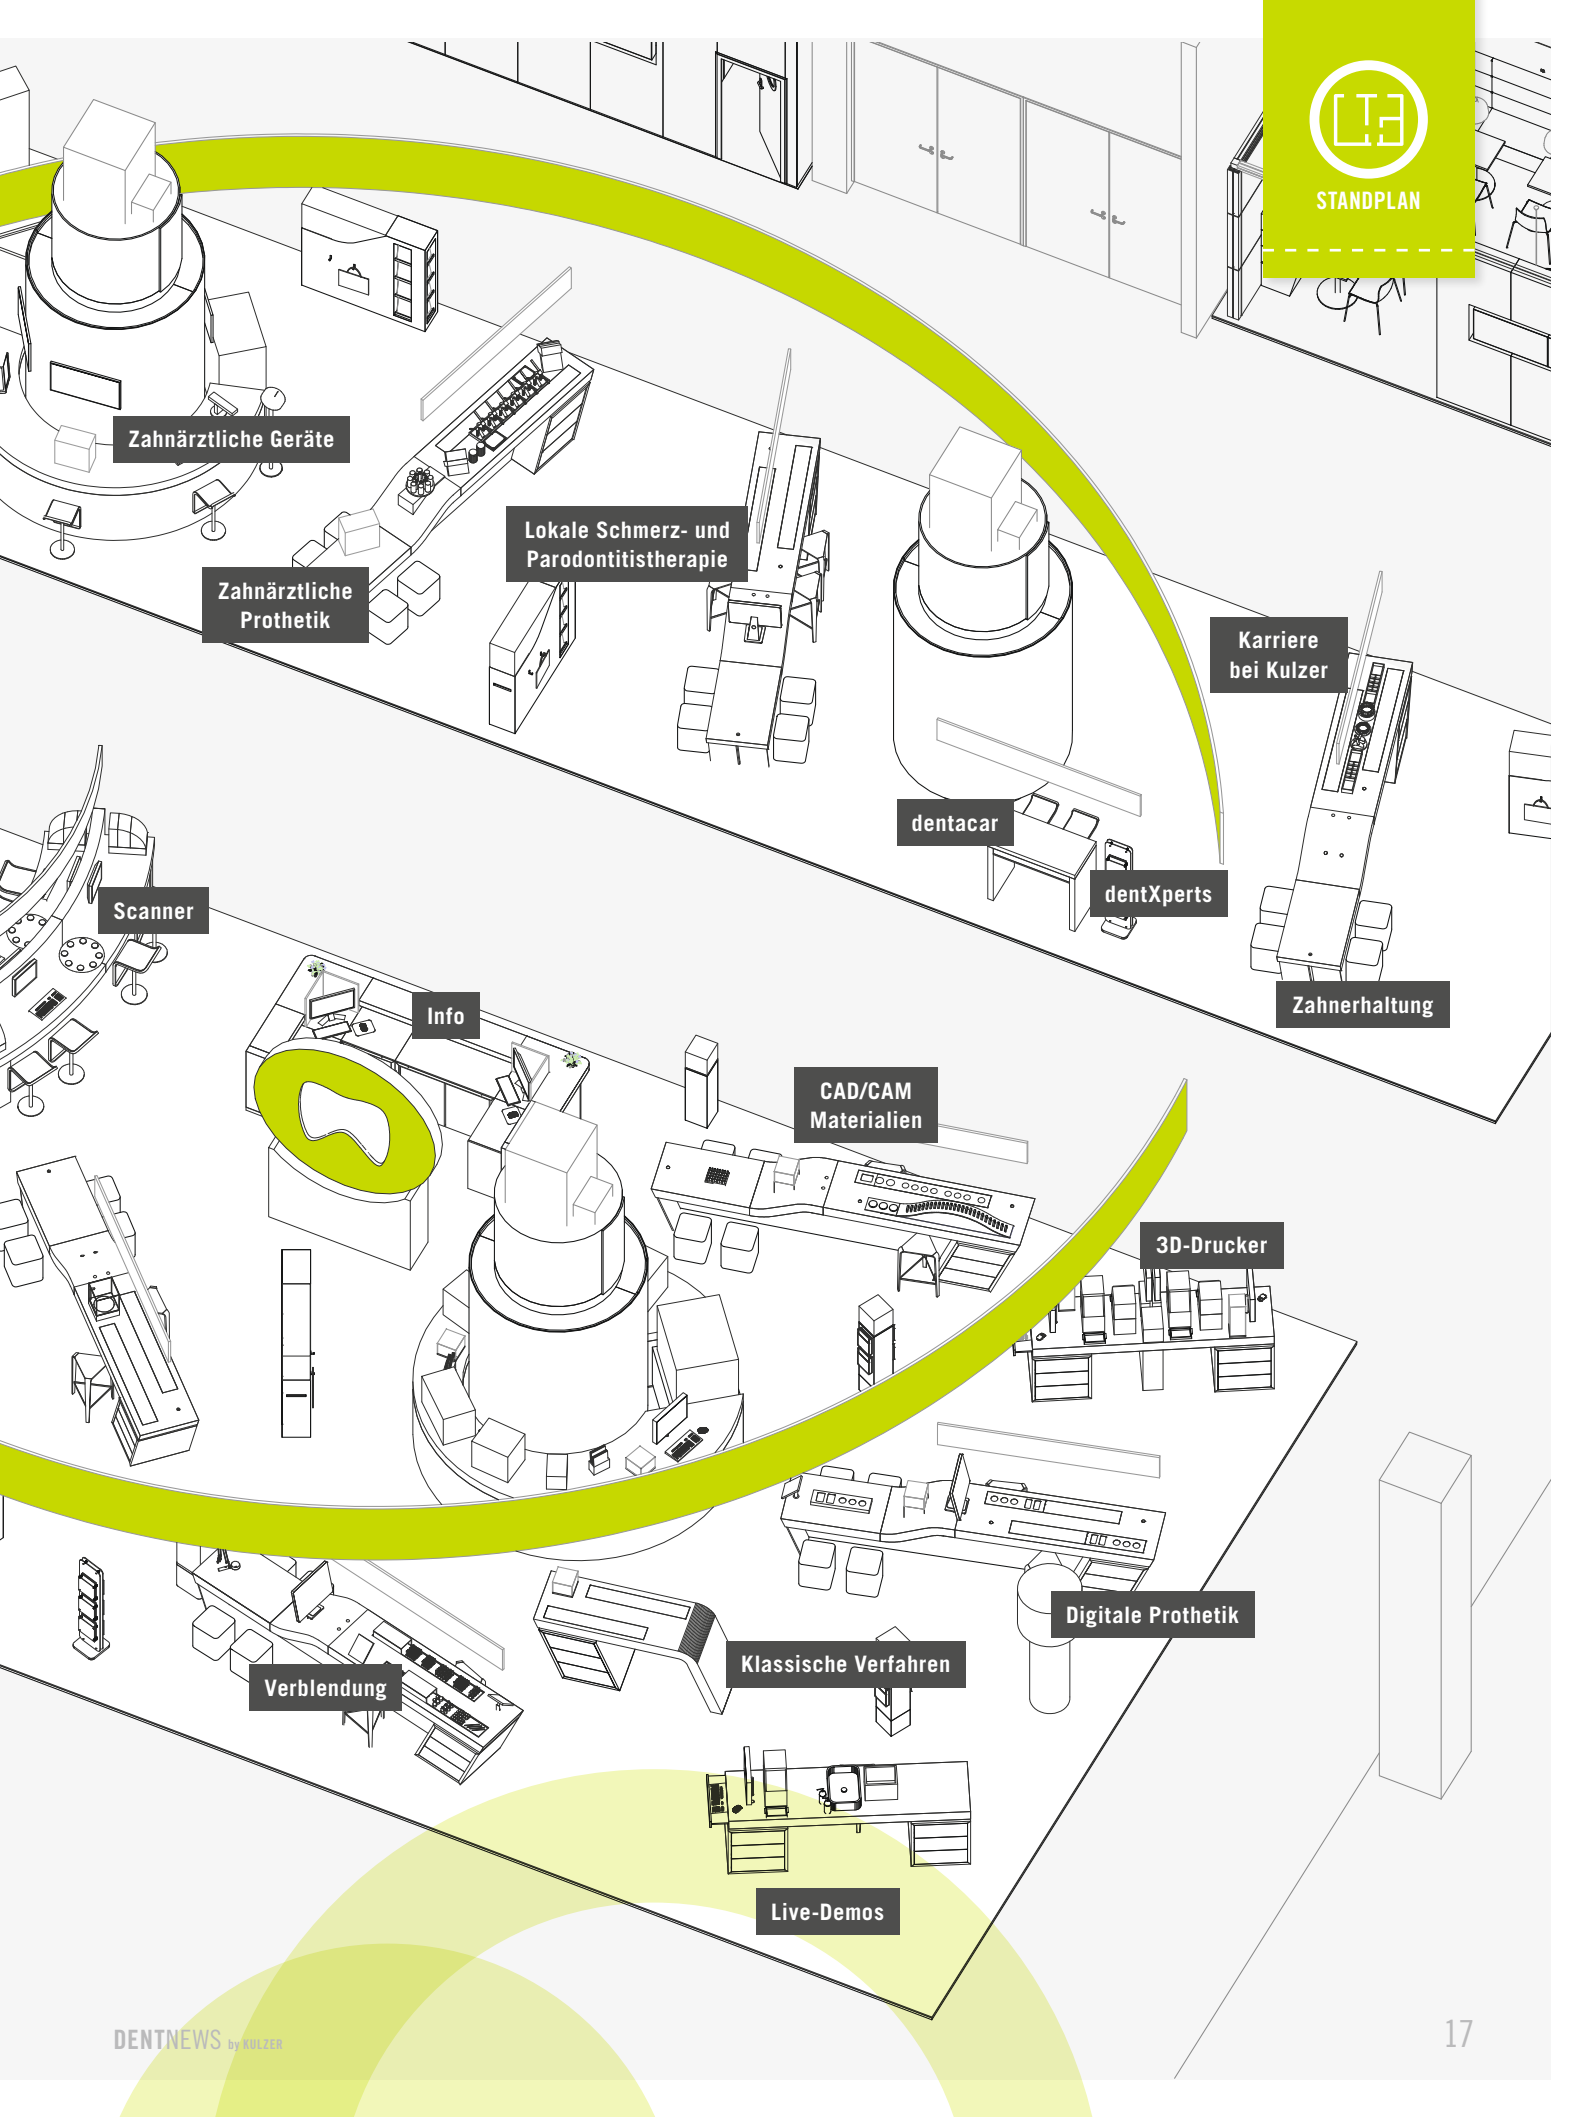 STANDPLAN
Zahnärztliche Geräte
Lokale Schmerz- und
Parodontitistherapie
Zahnärztliche
Prothetik
Karriere
bei Kulzer
dentacar
dentXperts
Scanner
Zahnerhaltung
Info
CAD/CAM
Materialien
3D-Drucker
Digitale Prothetik
Klassische Verfahren
Verblendung
Live-Demos
DENTNEWS by KULZER
17